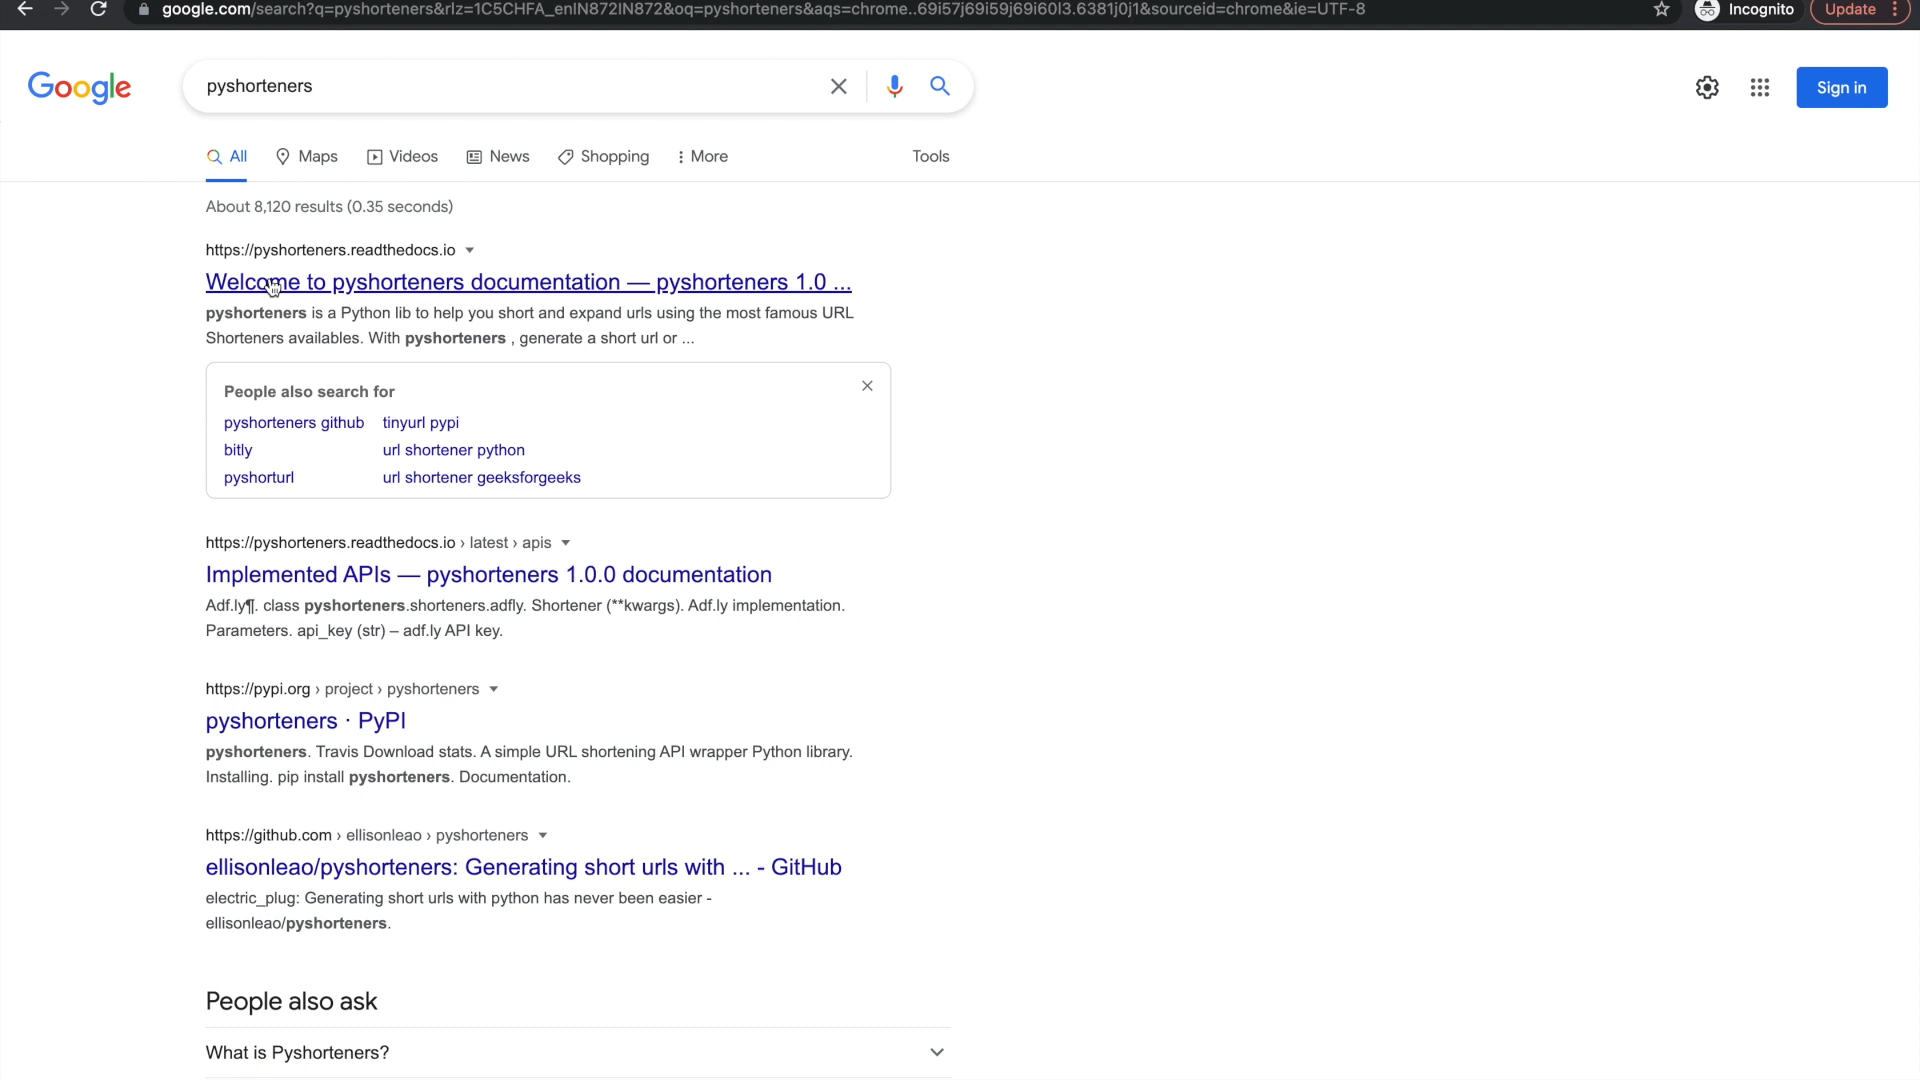 google.com/search?q=pyshorteners&rlz=1C5CHFA_enIN872IN872&oq=pyshorteners&aqs=chrome..69i57j69i59j69i60l3.6381j0j1&sourceid=chrome&ie=UTF-8
Incognito
Update
Google
pyshorteners
Sign in
All
Maps
Videos
News
Shopping
More
Tools
About 8,120 results (0.35 seconds)
https://pyshorteners.readthedocs.io
Welcome to pyshorteners documentation — pyshorteners 1.0 ...
pyshorteners is a Python lib to help you short and expand urls using the most famous URL
Shorteners availables. With pyshorteners , generate a short url or ...
People also search for
pyshorteners github tinyurl pypi
bitly url shortener python
pyshorturl url shortener geeksforgeeks
https://pyshorteners.readthedocs.io › latest › apis
Implemented APIs — pyshorteners 1.0.0 documentation
Adf.ly¶. class pyshorteners.shorteners.adfly. Shortener (**kwargs). Adf.ly implementation.
Parameters. api_key (str) – adf.ly API key.
https://pypi.org › project › pyshorteners
pyshorteners · PyPI
pyshorteners. Travis Download stats. A simple URL shortening API wrapper Python library.
Installing. pip install pyshorteners. Documentation.
https://github.com › ellisonleao › pyshorteners
ellisonleao/pyshorteners: Generating short urls with ... - GitHub
electric_plug: Generating short urls with python has never been easier -
ellisonleao/pyshorteners.
People also ask
What is Pyshorteners?